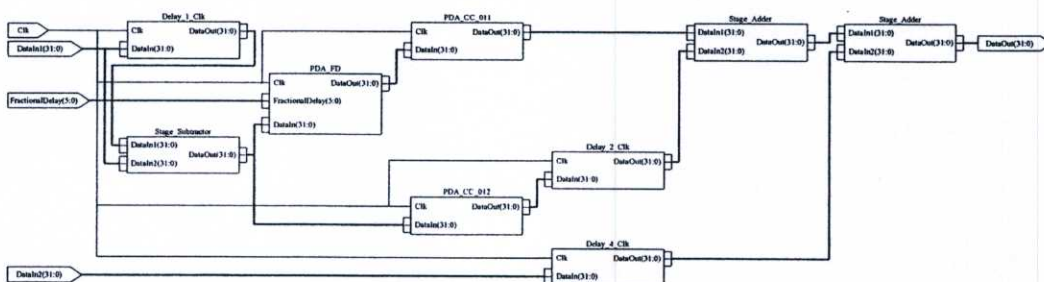 Clk
DataIn1(31:0)
FractionalDelay(5:0)
DataIn2(31:0)
Delay_1_Clk
Clk
DataIn(31:0)
DataOut(31:0)
Stage_Subtractor
DataIn1(31:0)
DataIn2(31:0)
DataOut(31:0)
PDA_FD
Clk
FractionalDelay(5:0)
DataIn(31:0)
DataOut(31:0)
PDA_CC_011
Clk
DataIn(31:0)
DataOut(31:0)
PDA_CC_012
Clk
DataIn(31:0)
DataOut(31:0)
Delay_2_Clk
Clk
DataIn(31:0)
DataOut(31:0)
Delay_4_Clk
Clk
DataIn(31:0)
DataOut(31:0)
Stage_Adder
DataIn1(31:0)
DataIn2(31:0)
DataOut(31:0)
Stage_Adder
DataIn1(31:0)
DataIn2(31:0)
DataOut(31:0)
DataOut(31:0)